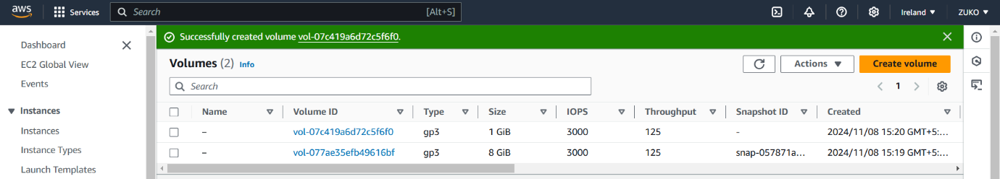 aws
Services
Search
[Alt+S]
Ireland ▼
ZUKO ▼
Dashboard
EC2 Global View
Events
Instances
Instances
Instance Types
Launch Templates
Successfully created volume vol-07c419a6d72c5f6f0.
Volumes (2) Info
Actions ▼
Create volume
Search
1
Name Volume ID Type Size IOPS Throughput Snapshot ID Created
– vol-07c419a6d72c5f6f0 gp3 1 GiB 3000 125 - 2024/11/08 15:20 GMT+5:...
– vol-077ae35efb49616bf gp3 8 GiB 3000 125 snap-057871a... 2024/11/08 15:19 GMT+5:...